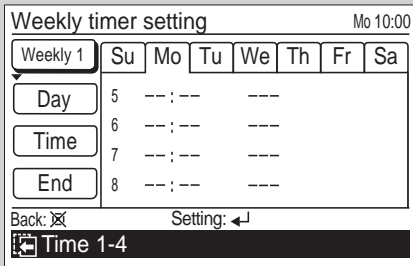 Weekly timer setting Mo 10:00
Weekly 1 Su Mo Tu We Th Fr Sa
Day 5 --:-- ---
6 --:-- ---
Time 7 --:-- ---
End 8 --:-- ---
Back: Setting:
Time 1-4